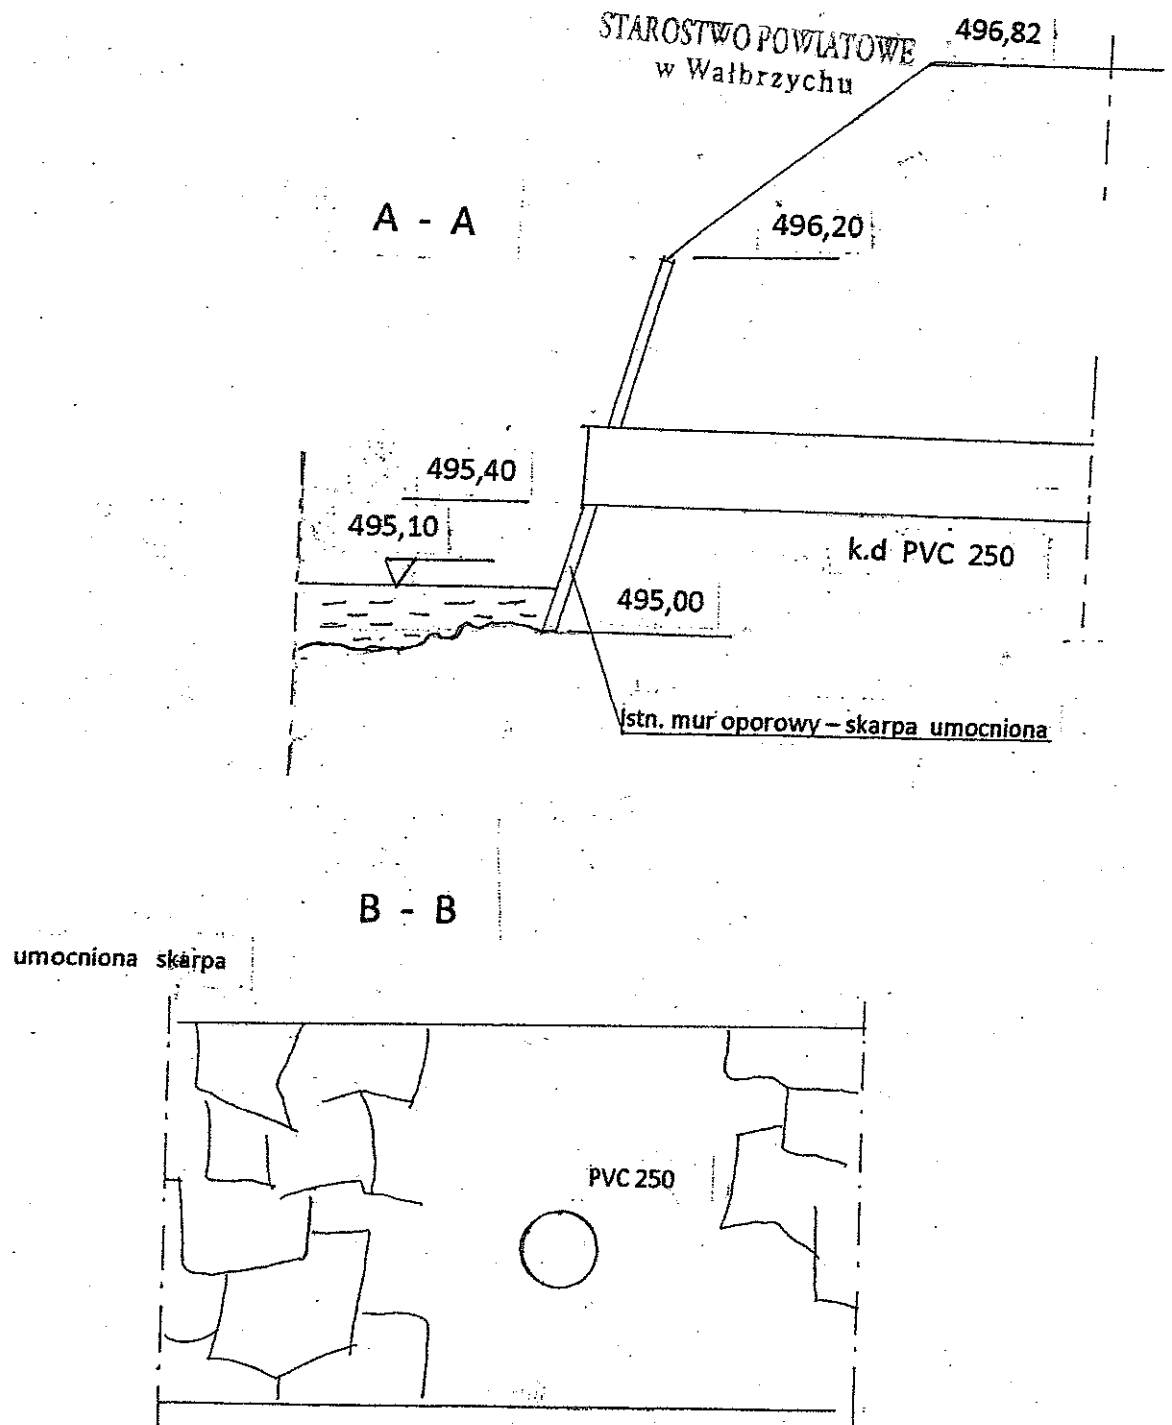 STAROSTWO POWIATOWE
w Wałbrzychu
496,82
A - A
496,20
495,40
495,10
k.d PVC 250
495,00
istn. mur oporowy – skarpa umocniona
B - B
umocniona skarpa
PVC 250